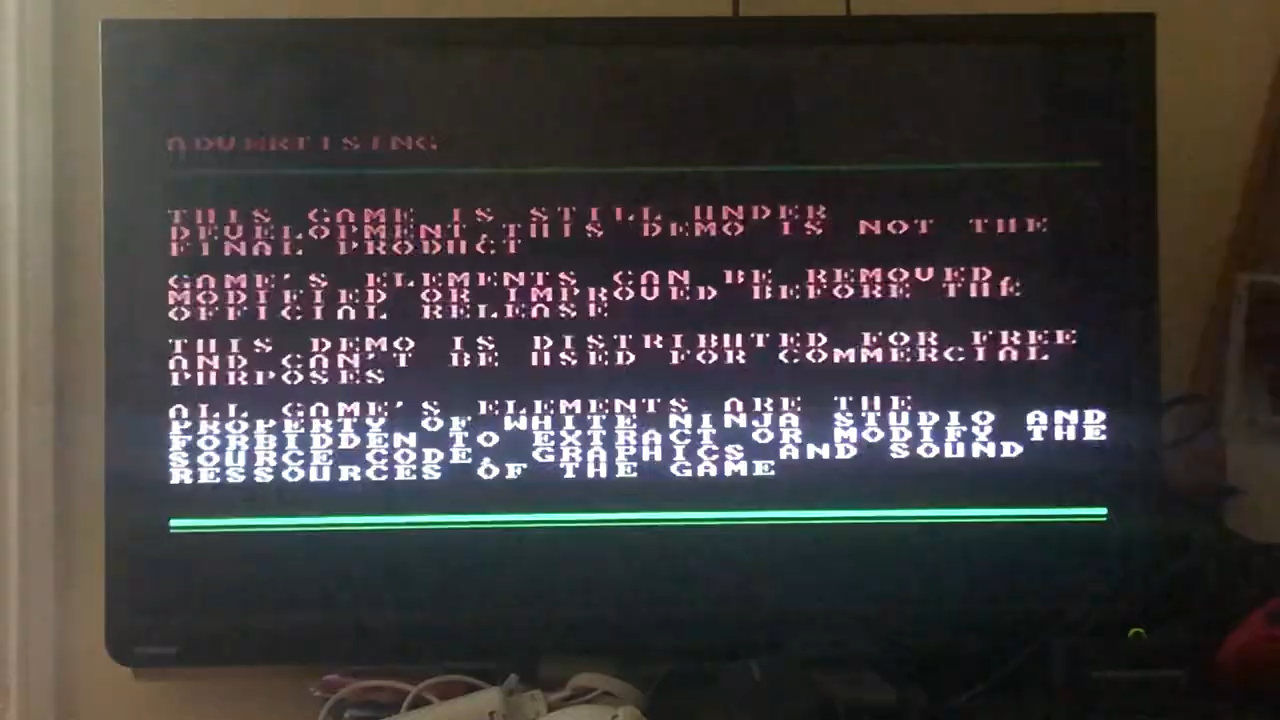 ADVERTISING
THIS GAME IS STILL UNDER
DEVELOPMENT, THIS DEMO IS NOT THE
FINAL PRODUCT
GAME'S ELEMENTS CAN BE REMOVED,
MODIFIED OR IMPROVED BEFORE THE
OFFICIAL RELEASE
THIS DEMO IS DISTRIBUTED FOR FREE
AND CAN'T BE USED FOR COMMERCIAL
PURPOSES
ALL GAME'S ELEMENTS ARE THE
PROPERTY OF WHITE NINJA STUDIO AND
FORBIDDEN TO EXTRACT OR MODIFY THE
SOURCE CODE, GRAPHICS AND SOUND
RESSOURCES OF THE GAME